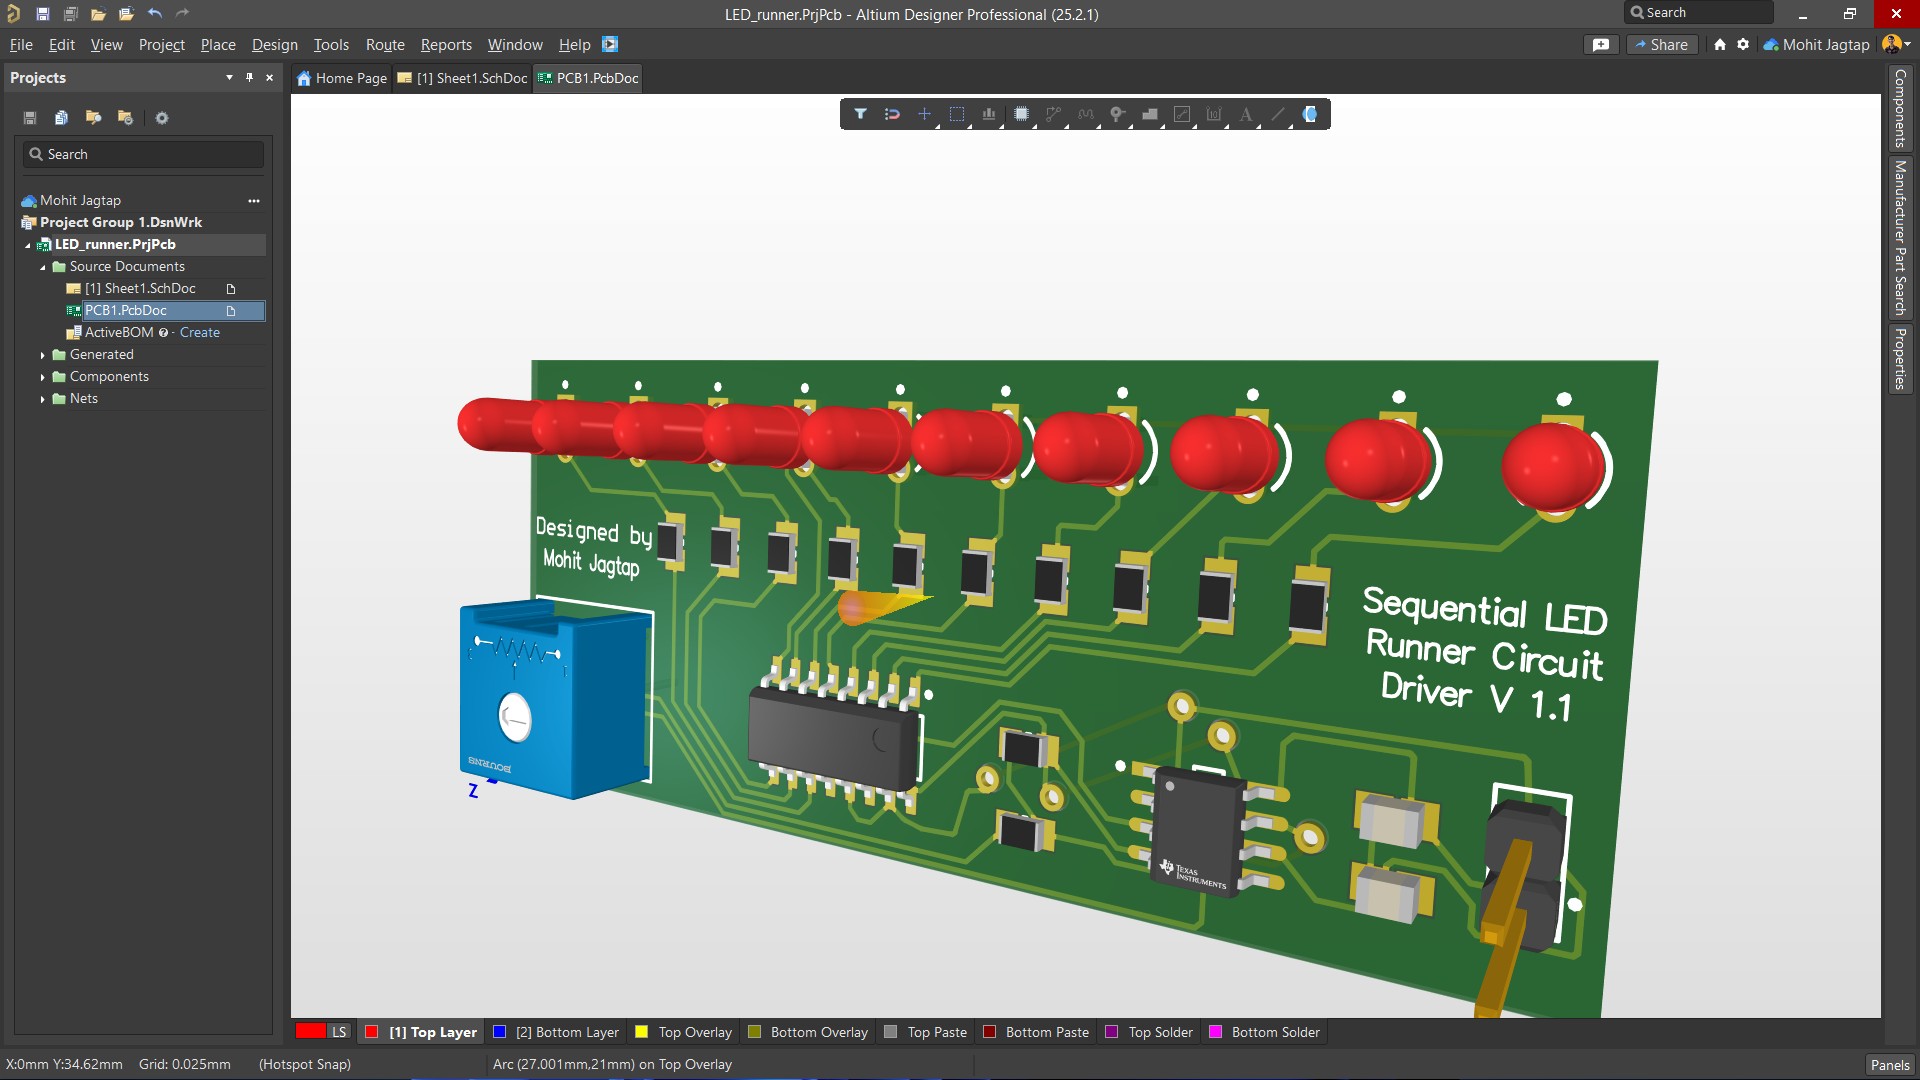 LED_runner.PrjPcb - Altium Designer Professional (25.2.1)
Search
File Edit View Project Place Design Tools Route Reports Window Help
Share
Mohit Jagtap
Projects
Home Page
[1] Sheet1.SchDoc
PCB1.PcbDoc
Search
Mohit Jagtap
Project Group 1.DsnWrk
LED_runner.PrjPcb
Source Documents
[1] Sheet1.SchDoc
PCB1.PcbDoc
ActiveBOM - Create
Generated
Components
Nets
Components
Manufacturer Part Search
Properties
Designed by
Mohit Jagtap
Sequential LED
Runner Circuit
Driver V 1.1
BOURNS
Z
TEXAS
INSTRUMENTS
LS
[1] Top Layer
[2] Bottom Layer
Top Overlay
Bottom Overlay
Top Paste
Bottom Paste
Top Solder
Bottom Solder
X:0mm Y:34.62mm Grid: 0.025mm (Hotspot Snap)
Arc (27.001mm,21mm) on Top Overlay
Panels